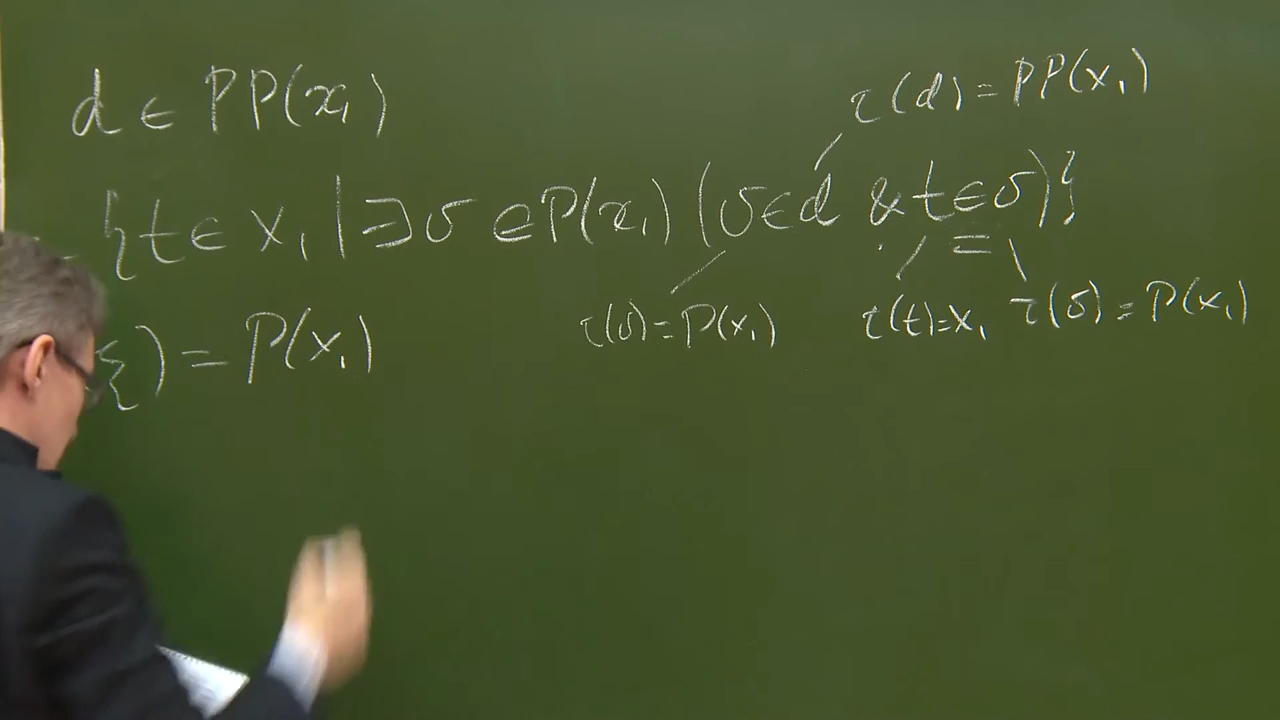 d ∈ PP(x₁)
τ(d) = PP(x₁)
{t ∈ X₁ | ∃σ ∈ P(x₁) (σ ∈ d & t ∈ σ)}
=
ξ) = P(x₁)
τ(σ) = P(x₁)
τ(t) = X₁
τ(σ) = P(x₁)